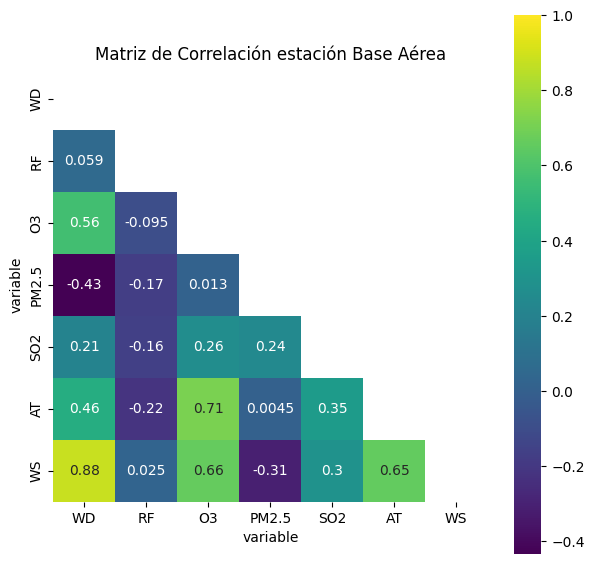 Matriz de Correlación estación Base Aérea
WD
RF 0.059
O3 0.56 -0.095
PM2.5 -0.43 -0.17 0.013
SO2 0.21 -0.16 0.26 0.24
AT 0.46 -0.22 0.71 0.0045 0.35
WS 0.88 0.025 0.66 -0.31 0.3 0.65
WD RF O3 PM2.5 SO2 AT WS
variable
variable
1.0
0.8
0.6
0.4
0.2
0.0
−0.2
−0.4